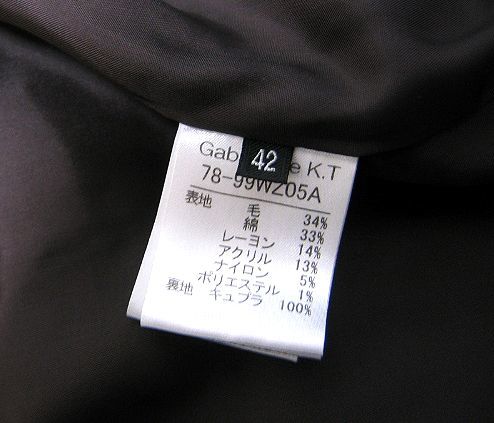 42
Gab e K.T
78-99WZ05A
表地 毛 34%
綿 33%
レーヨン 14%
アクリル 13%
ナイロン 5%
ポリエステル 1%
裏地 キュプラ 100%